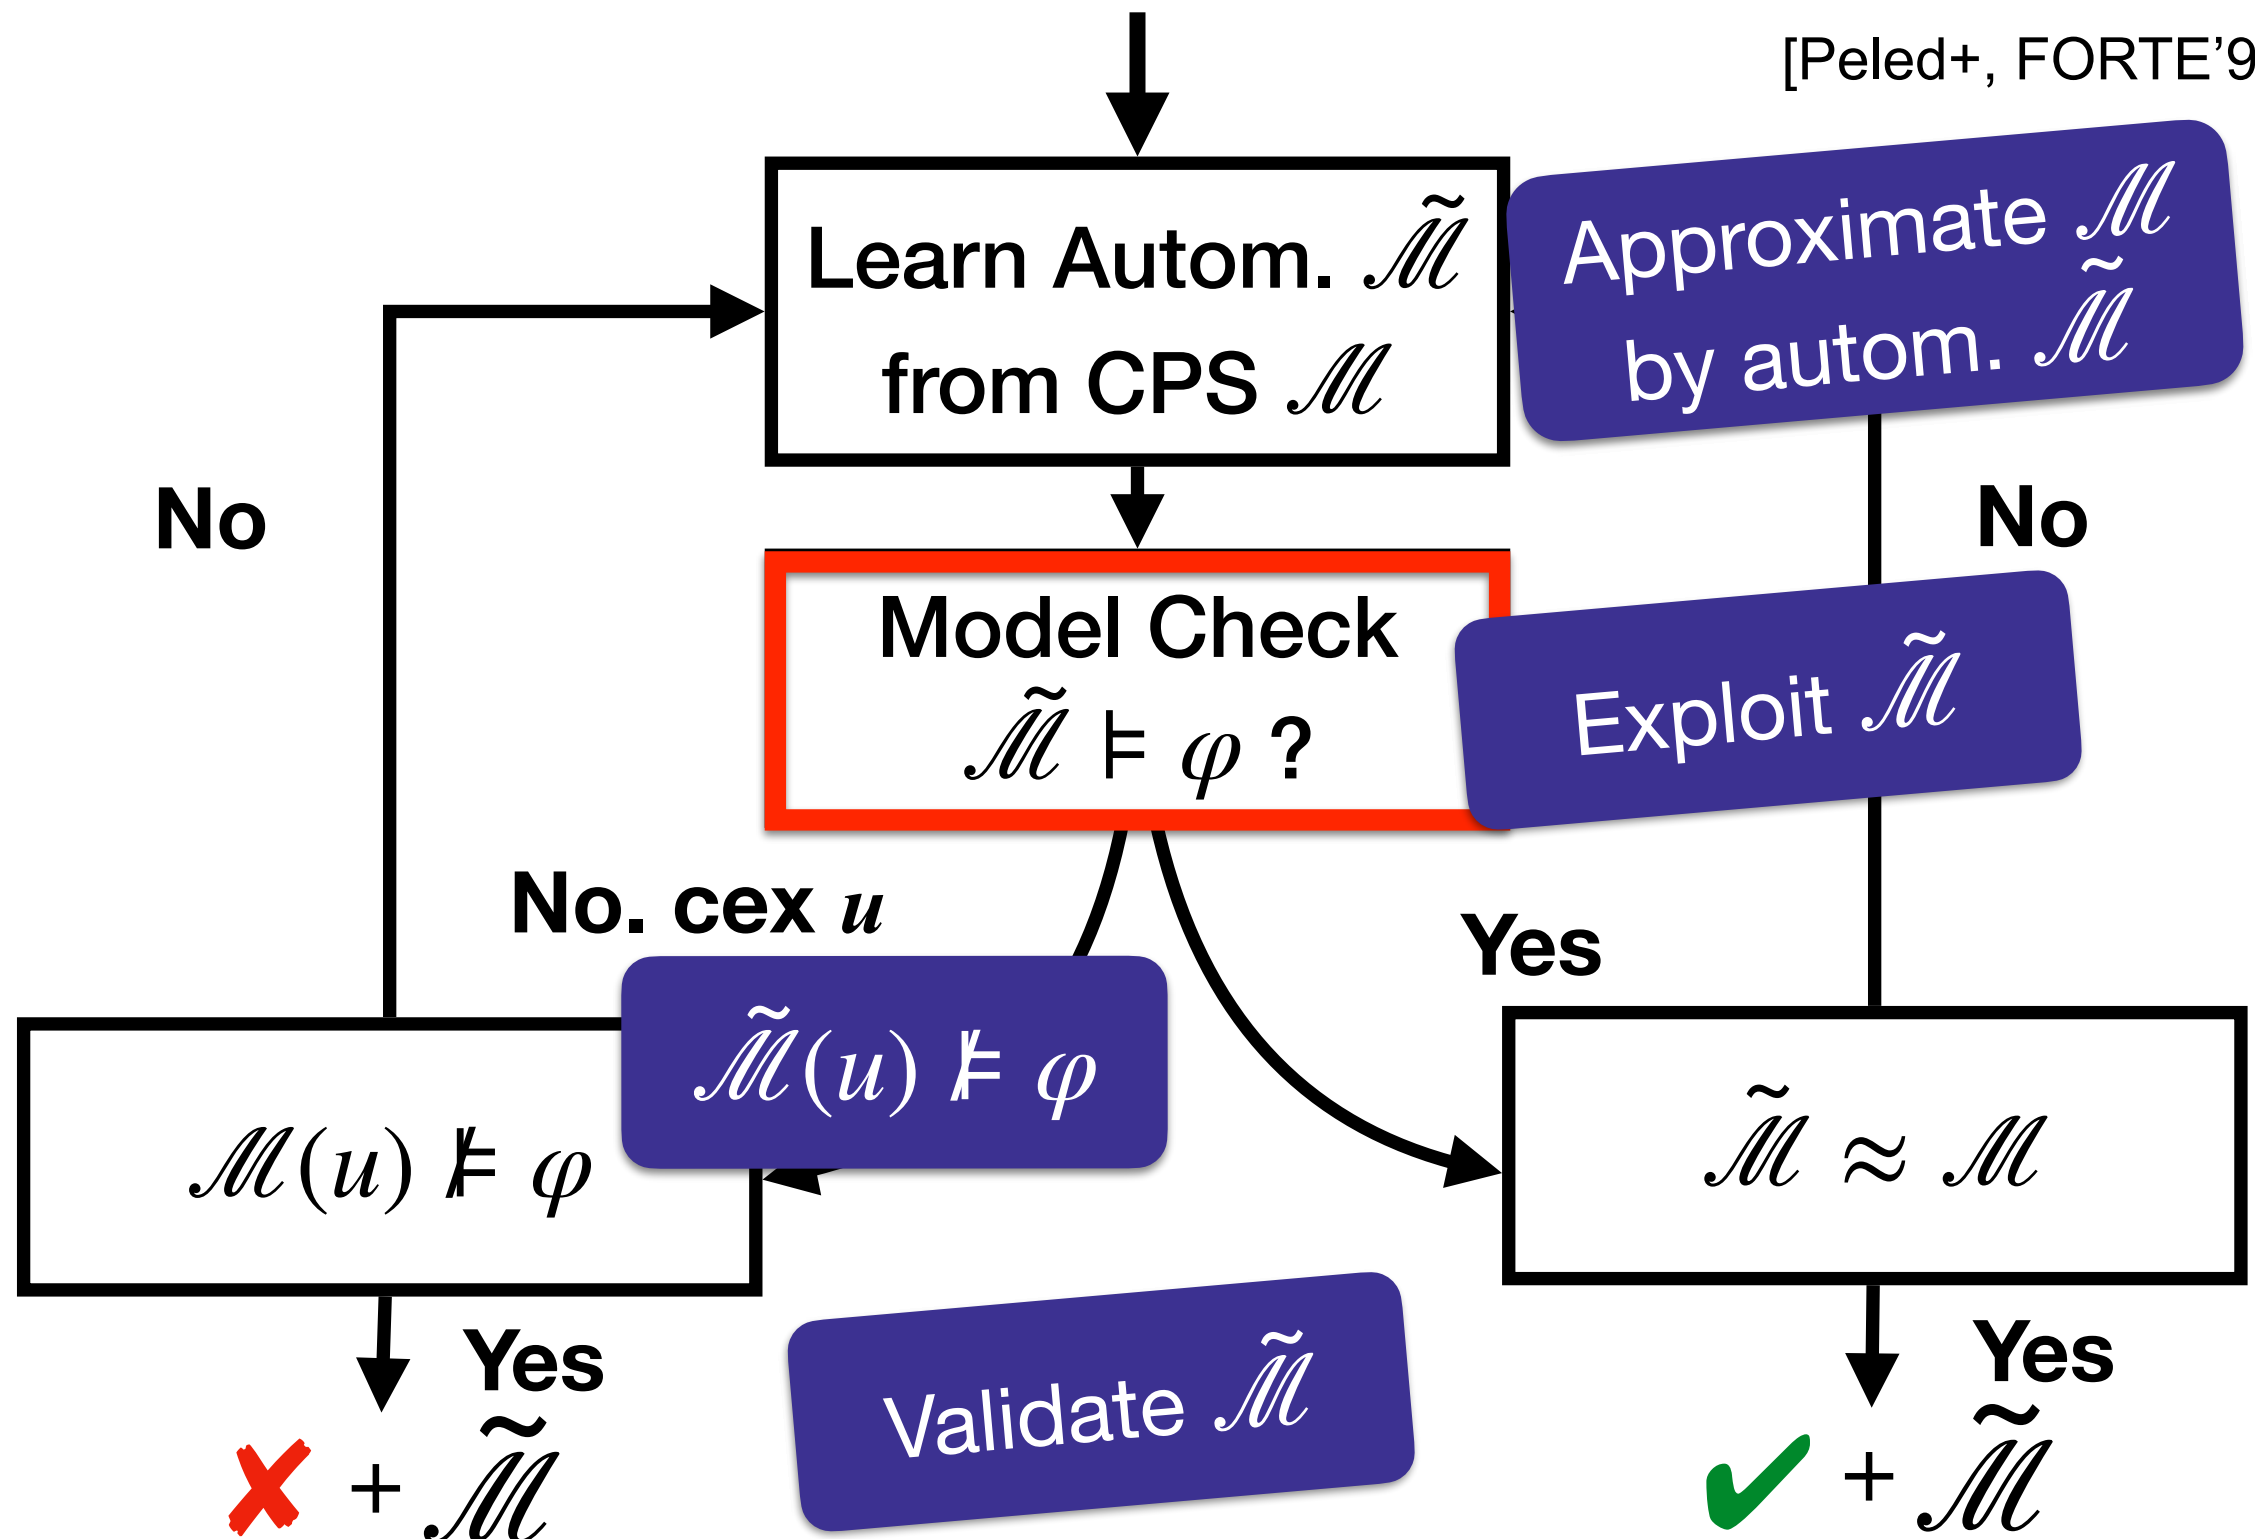 [Peled+, FORTE'9
Learn Autom. ℳ̃
from CPS ℳ
Approximate ℳ
by autom. ℳ̃
No
No
Model Check
ℳ̃ ⊨ φ ?
Exploit ℳ̃
No. cex u
Yes
ℳ̃(u) ⊭ φ
ℳ(u) ⊭ φ
ℳ̃ ≈ ℳ
Validate ℳ̃
Yes
Yes
✘ + ℳ̃
✔ + ℳ̃